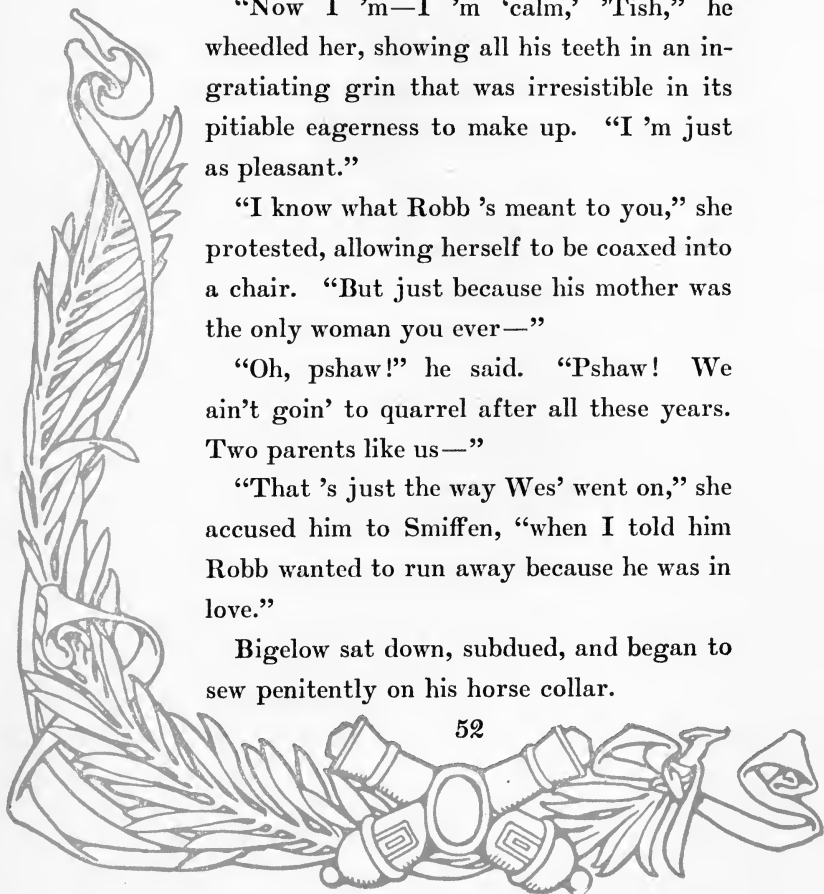 “Now I ’m—I ’m ‘calm,’ ’Tish,” he
wheedled her, showing all his teeth in an in-
gratiating grin that was irresistible in its
pitiable eagerness to make up. “I ’m just
as pleasant.”
“I know what Robb ’s meant to you,” she
protested, allowing herself to be coaxed into
a chair. “But just because his mother was
the only woman you ever—”
“Oh, pshaw!” he said. “Pshaw! We
ain’t goin’ to quarrel after all these years.
Two parents like us—”
“That ’s just the way Wes’ went on,” she
accused him to Smiffen, “when I told him
Robb wanted to run away because he was in
love.”
Bigelow sat down, subdued, and began to
sew penitently on his horse collar.
52